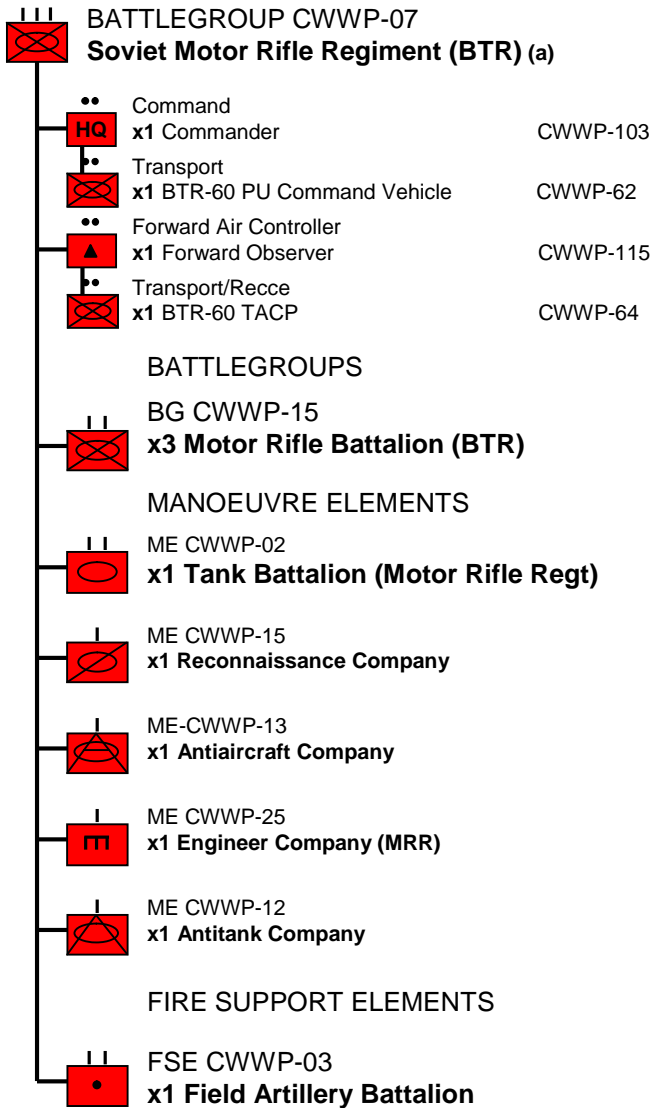 BATTLEGROUP CWWP-07
Soviet Motor Rifle Regiment (BTR) (a)
Command
HQ x1 Commander CWWP-103
Transport
x1 BTR-60 PU Command Vehicle CWWP-62
Forward Air Controller
x1 Forward Observer CWWP-115
Transport/Recce
x1 BTR-60 TACP CWWP-64
BATTLEGROUPS
BG CWWP-15
x3 Motor Rifle Battalion (BTR)
MANOEUVRE ELEMENTS
ME CWWP-02
x1 Tank Battalion (Motor Rifle Regt)
ME CWWP-15
x1 Reconnaissance Company
ME-CWWP-13
x1 Antiaircraft Company
ME CWWP-25
x1 Engineer Company (MRR)
ME CWWP-12
x1 Antitank Company
FIRE SUPPORT ELEMENTS
FSE CWWP-03
x1 Field Artillery Battalion